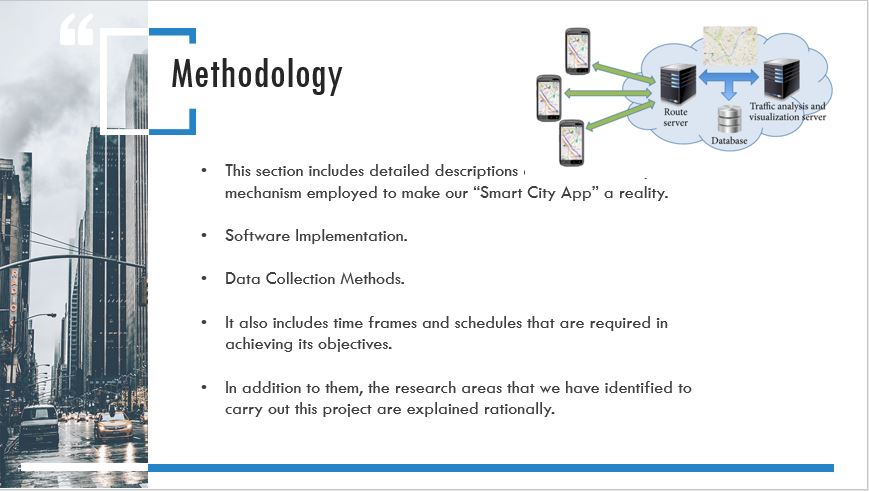 Methodology
Route
server
Traffic analysis and
visualization server
Database
• This section includes detailed descriptions
mechanism employed to make our “Smart City App” a reality.
• Software Implementation.
• Data Collection Methods.
• It also includes time frames and schedules that are required in
achieving its objectives.
• In addition to them, the research areas that we have identified to
carry out this project are explained rationally.